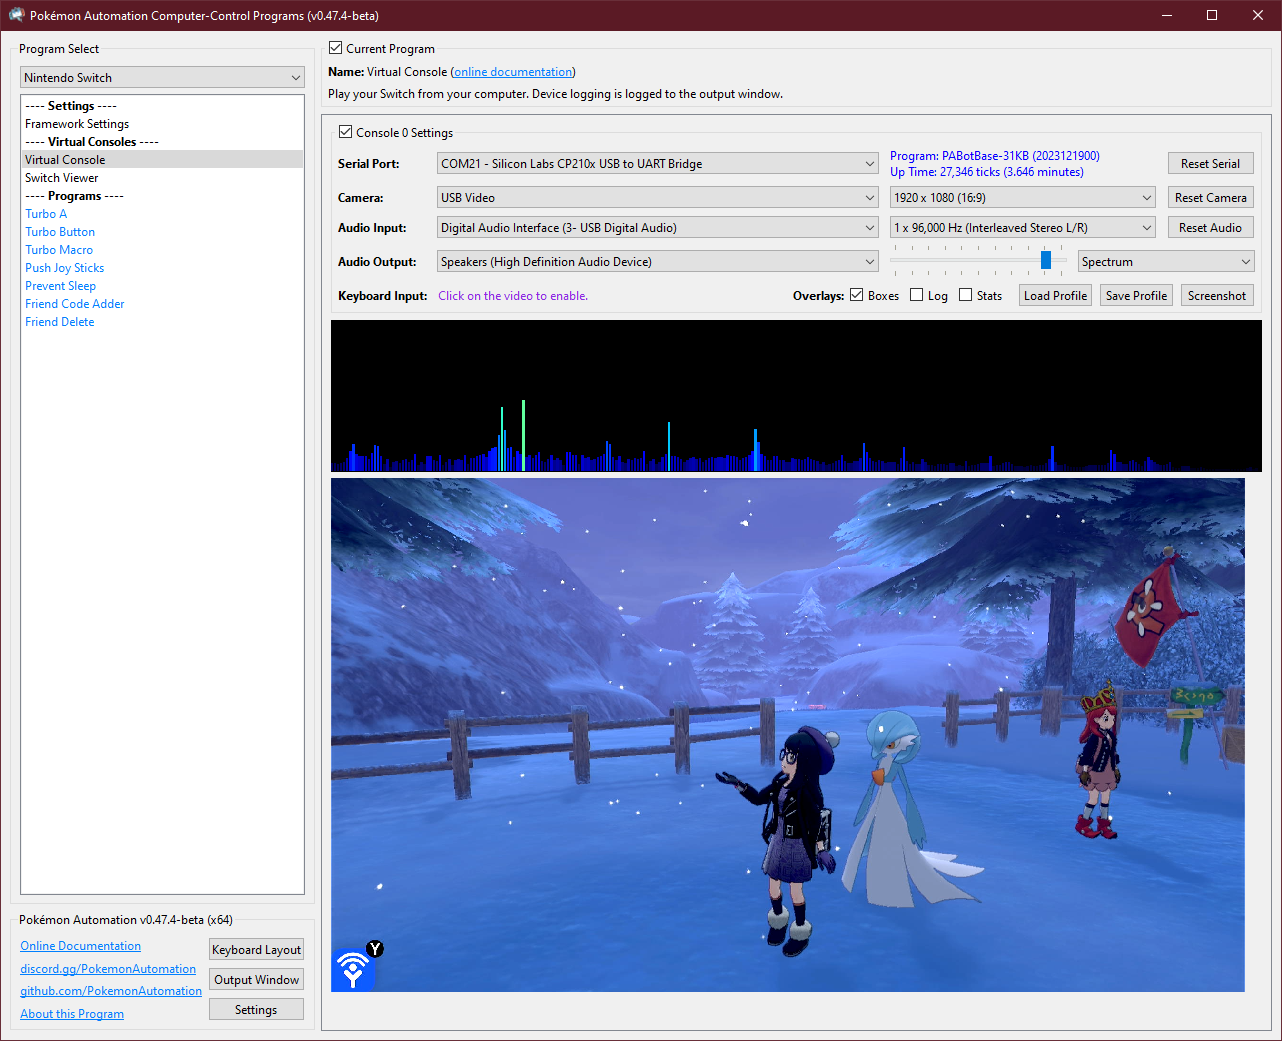 Pokémon Automation Computer-Control Programs (v0.47.4-beta)
Program Select
Nintendo Switch
---- Settings ----
Framework Settings
---- Virtual Consoles ----
Virtual Console
Switch Viewer
---- Programs ----
Turbo A
Turbo Button
Turbo Macro
Push Joy Sticks
Prevent Sleep
Friend Code Adder
Friend Delete
Pokémon Automation v0.47.4-beta (x64)
Online Documentation
discord.gg/PokemonAutomation
github.com/PokemonAutomation
About this Program
Keyboard Layout
Output Window
Settings
Current Program
Name: Virtual Console (online documentation)
Play your Switch from your computer. Device logging is logged to the output window.
Console 0 Settings
Serial Port: COM21 - Silicon Labs CP210x USB to UART Bridge
Program: PABotBase-31KB (2023121900)
Up Time: 27,346 ticks (3.646 minutes)
Reset Serial
Camera: USB Video 1920 x 1080 (16:9) Reset Camera
Audio Input: Digital Audio Interface (3- USB Digital Audio) 1 x 96,000 Hz (Interleaved Stereo L/R) Reset Audio
Audio Output: Speakers (High Definition Audio Device) Spectrum
Keyboard Input: Click on the video to enable. Overlays: Boxes Log Stats Load Profile Save Profile Screenshot
Y